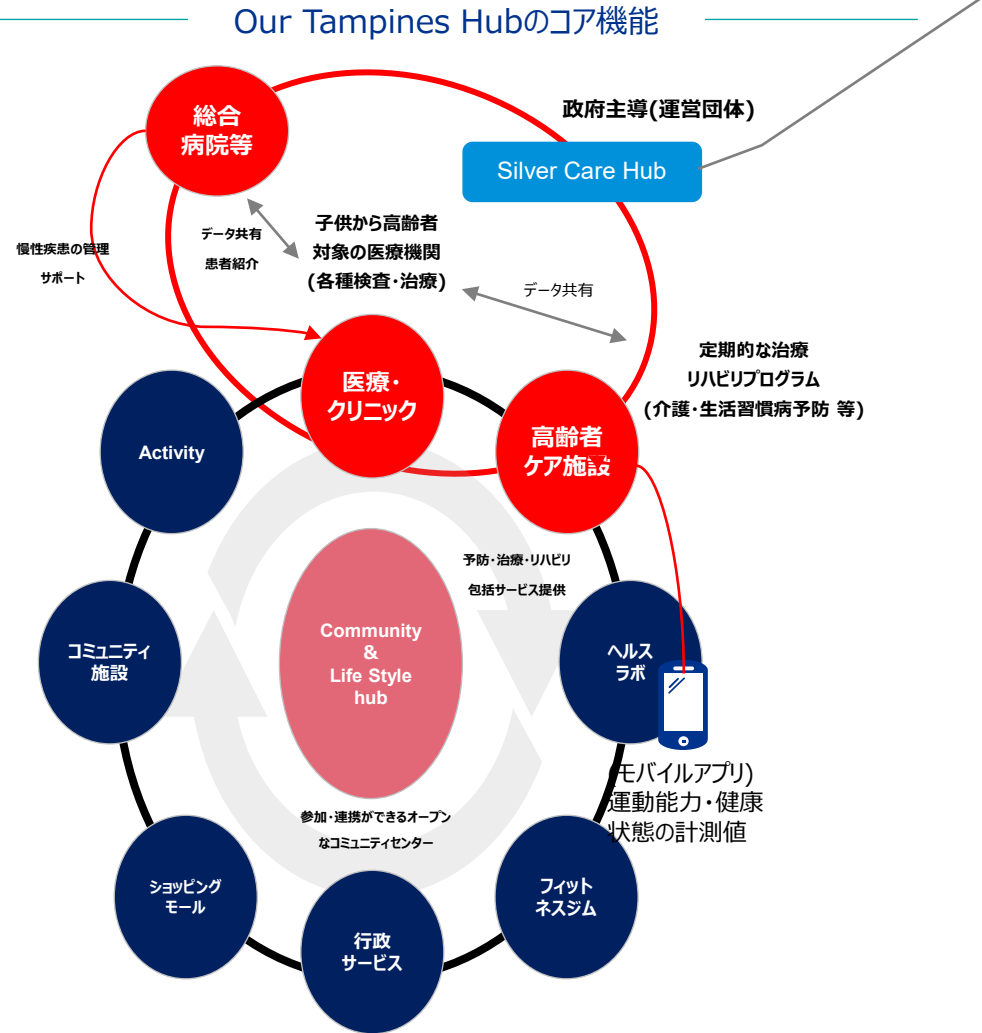 Our Tampines Hubのコア機能
総合
病院等
政府主導(運営団体)
Silver Care Hub
データ共有
患者紹介
子供から高齢者
対象の医療機関
(各種検査・治療)
慢性疾患の管理
サポート
データ共有
定期的な治療
リハビリプログラム
(介護・生活習慣病予防 等)
医療・
クリニック
高齢者
ケア施設
Activity
予防・治療・リハビリ
包括サービス提供
Community
&
Life Style
hub
コミュニティ
施設
ヘルス
ラボ
(モバイルアプリ)
運動能力・健康
状態の計測値
参加・連携ができるオープン
なコミュニティセンター
ショッピング
モール
行政
サービス
フィット
ネスジム